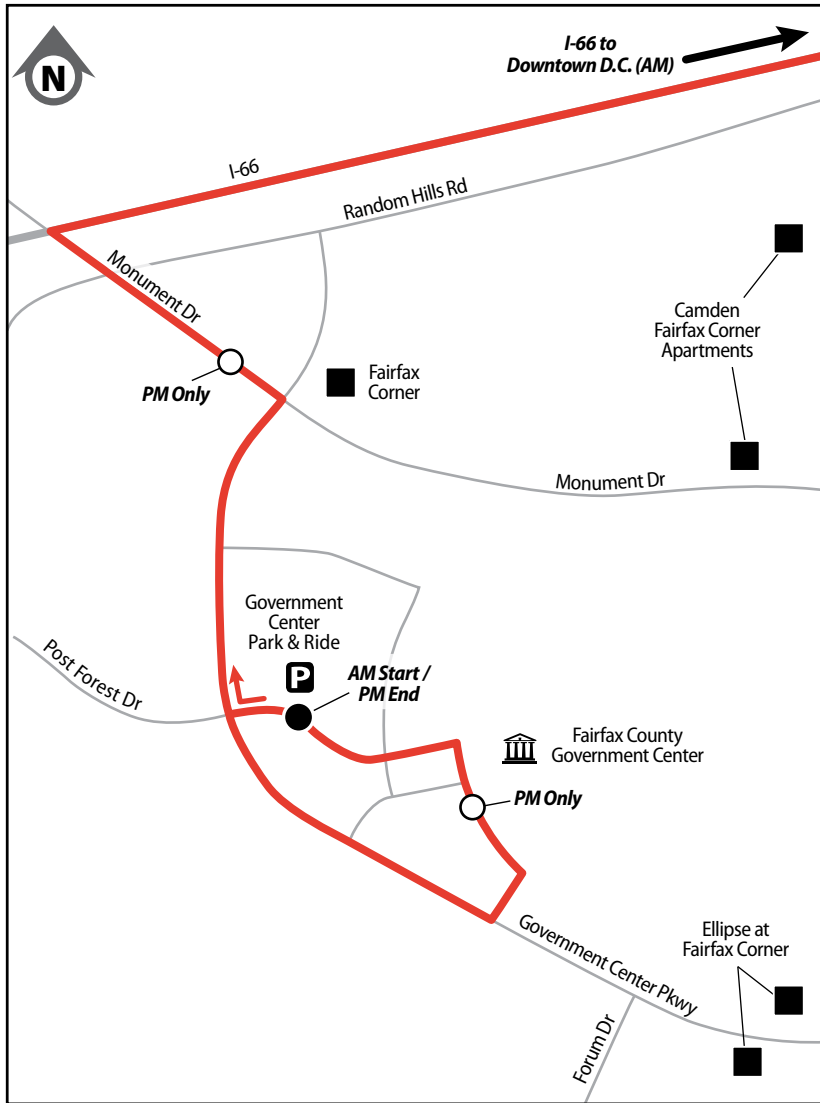 I-66 to
Downtown D.C. (AM)
N
I-66
Random Hills Rd
Monument Dr
Camden
Fairfax Corner
Apartments
PM Only
Fairfax
Corner
Monument Dr
Government
Center
Park & Ride
Post Forest Dr
P
AM Start /
PM End
Fairfax County
Government Center
PM Only
Government Center Pkwy
Ellipse at
Fairfax Corner
Forum Dr